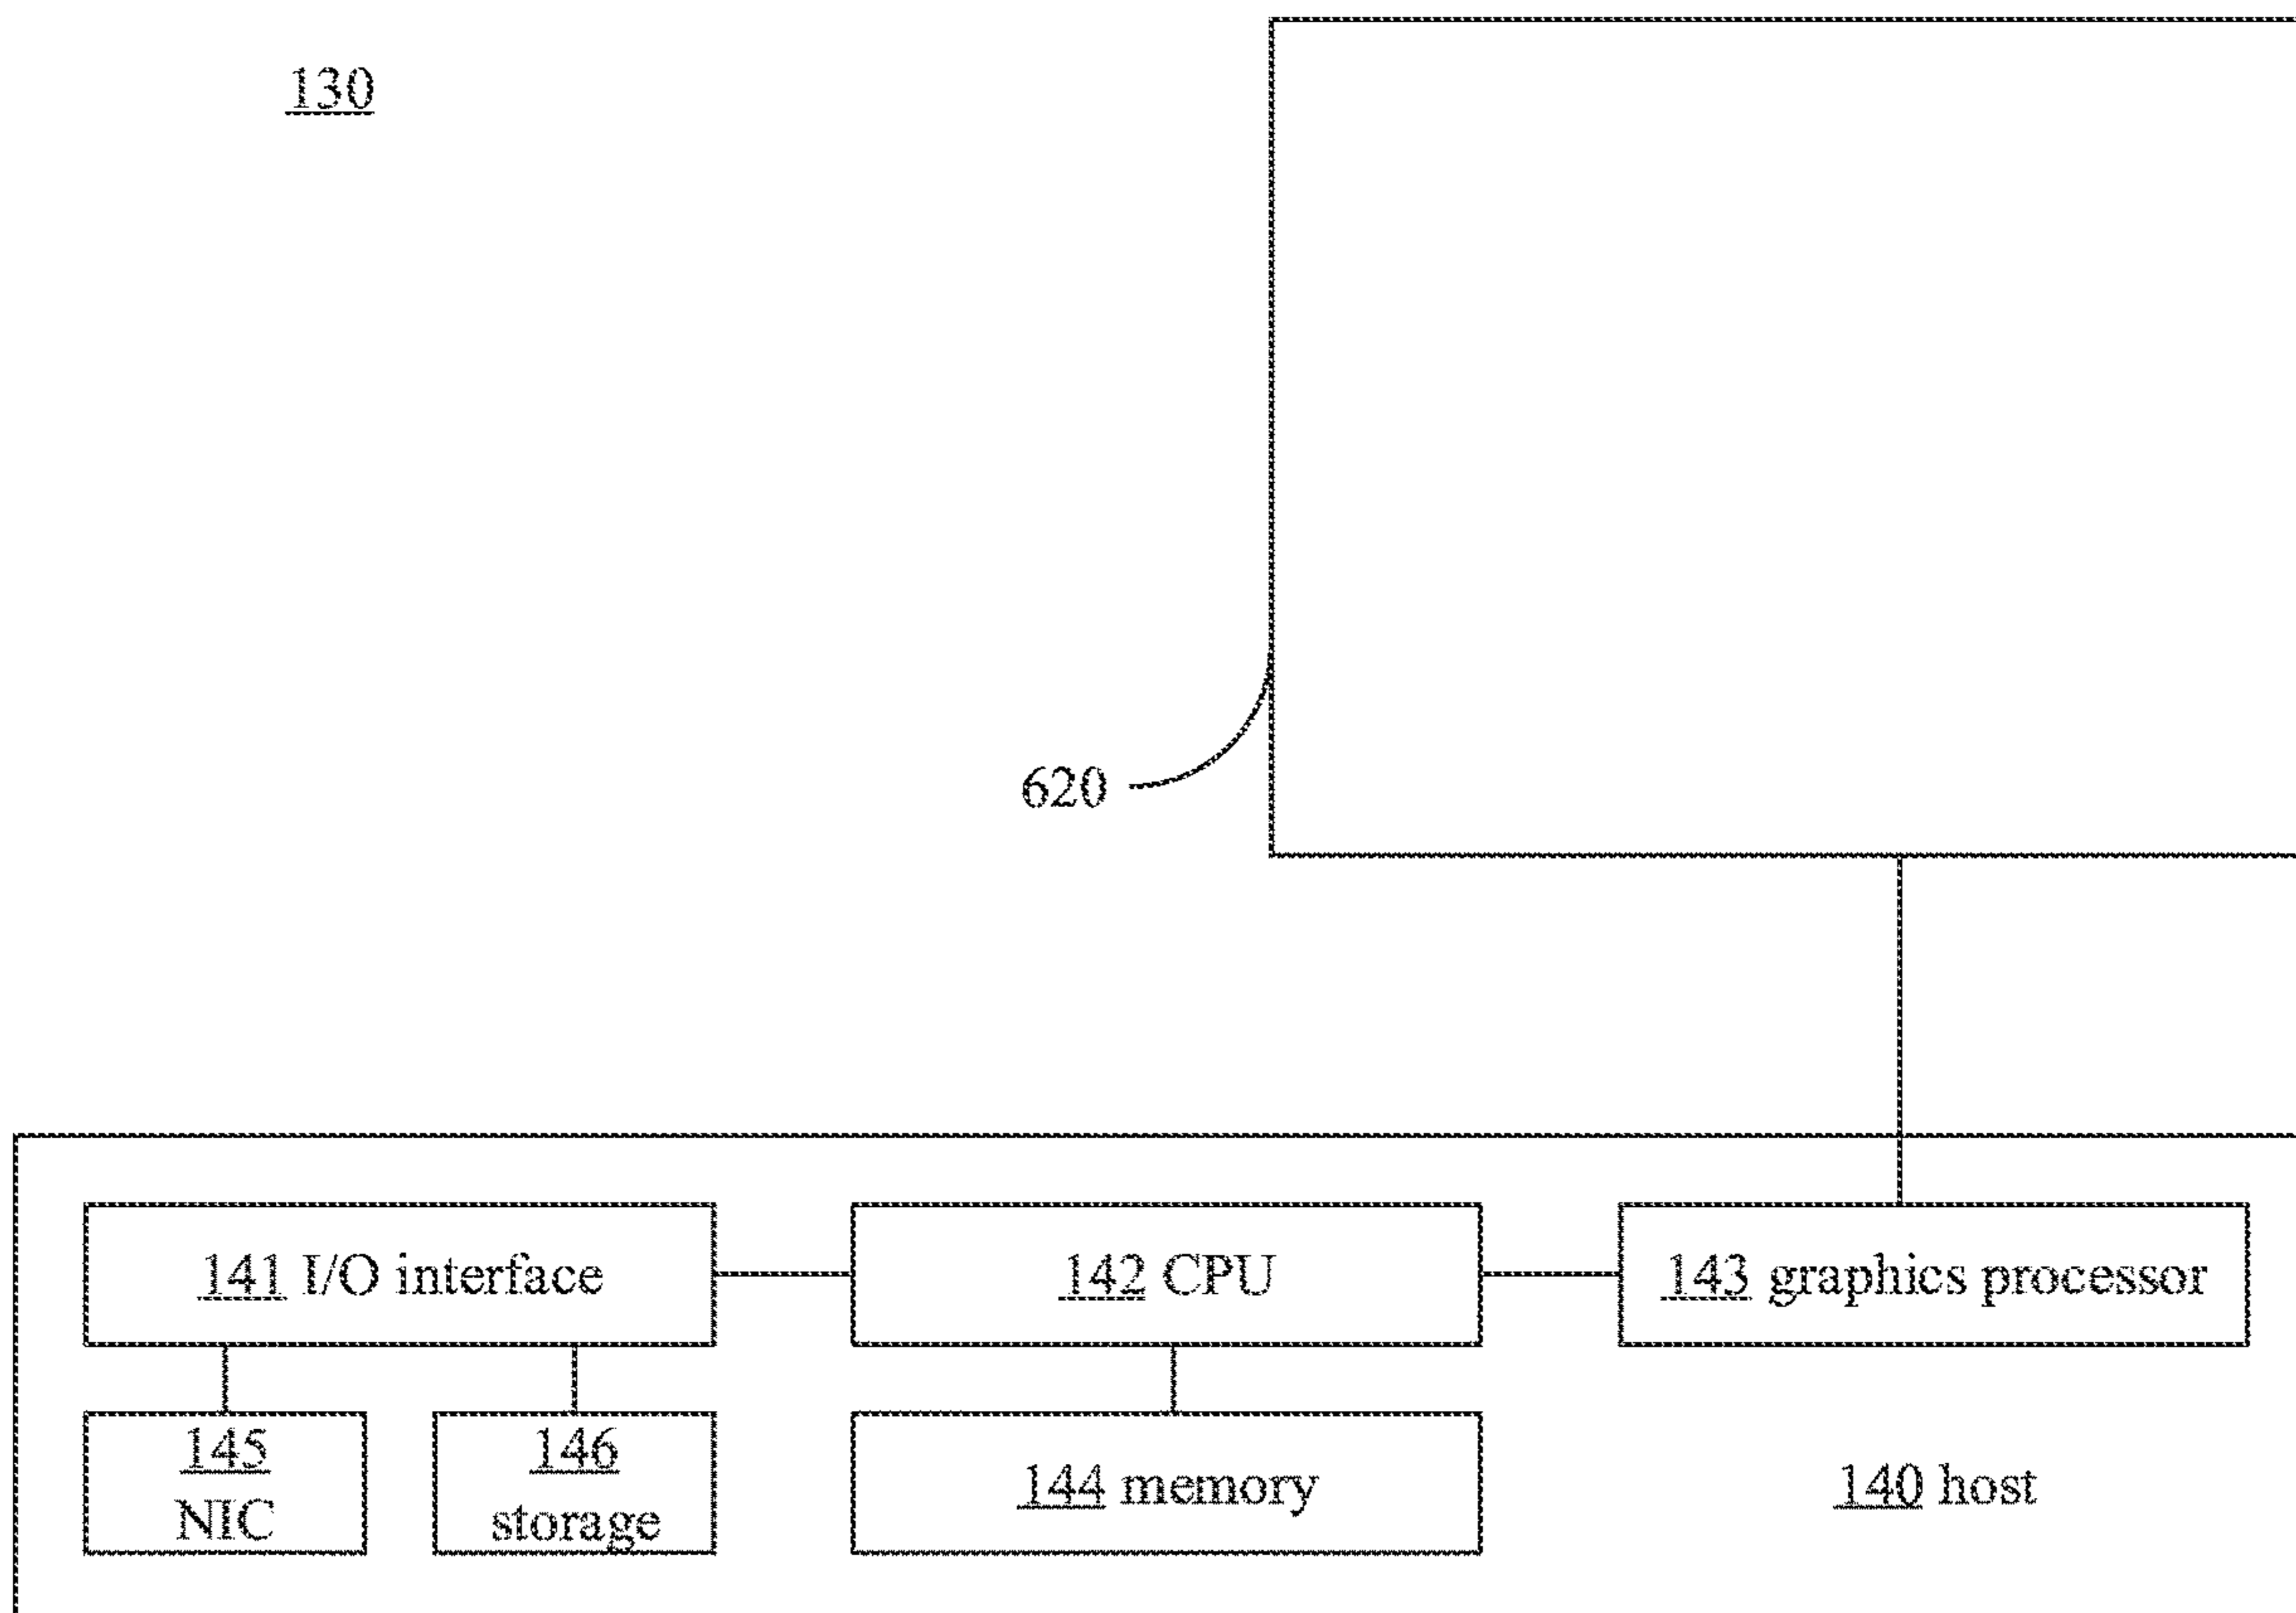 130
620
141 I/O interface
142 CPU
143 graphics processor
145
NIC
146
storage
144 memory
140 host